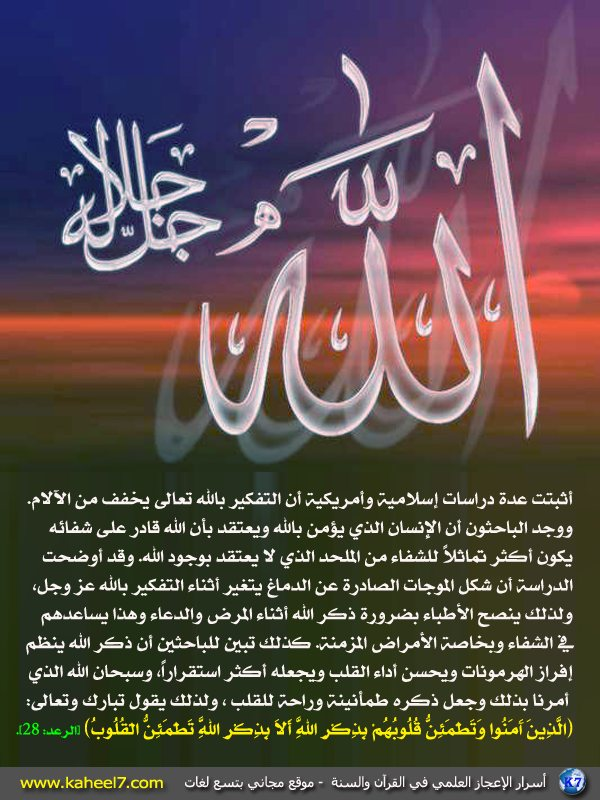 الله
جل جلاله
أثبتت عدة دراسات إسلامية وأمريكية أن التفكير بالله تعالى يخفف من الآلام.
ووجد الباحثون أن الإنسان الذي يؤمن بالله ويعتقد بأن الله قادر على شفائه
يكون أكثر تماثلاً للشفاء من الملحد الذي لا يعتقد بوجود الله. وقد أوضحت
الدراسة أن شكل الموجات الصادرة عن الدماغ يتغير أثناء التفكير بالله عز وجل،
ولذلك ينصح الأطباء بضرورة ذكر الله أثناء المرض والدعاء وهذا يساعدهم
في الشفاء وبخاصة الأمراض المزمنة. كذلك تبين للباحثين أن ذكر الله ينظم
إفراز الهرمونات ويحسن أداء القلب ويجعله أكثر استقراراً، وسبحان الله الذي
أمرنا بذلك وجعل ذكره طمأنينة وراحة للقلب ، ولذلك يقول تبارك وتعالى:
(الَّذِينَ آَمَنُوا وَتَطْمَئِنُّ قُلُوبُهُمْ بِذِكْرِ اللَّهِ أَلَا بِذِكْرِ اللَّهِ تَطْمَئِنُّ الْقُلُوبُ) [الرعد: 28].
K7 أسرار الإعجاز العلمي في القرآن والسنة - موقع مجاني بتسع لغات www.kaheel7.com